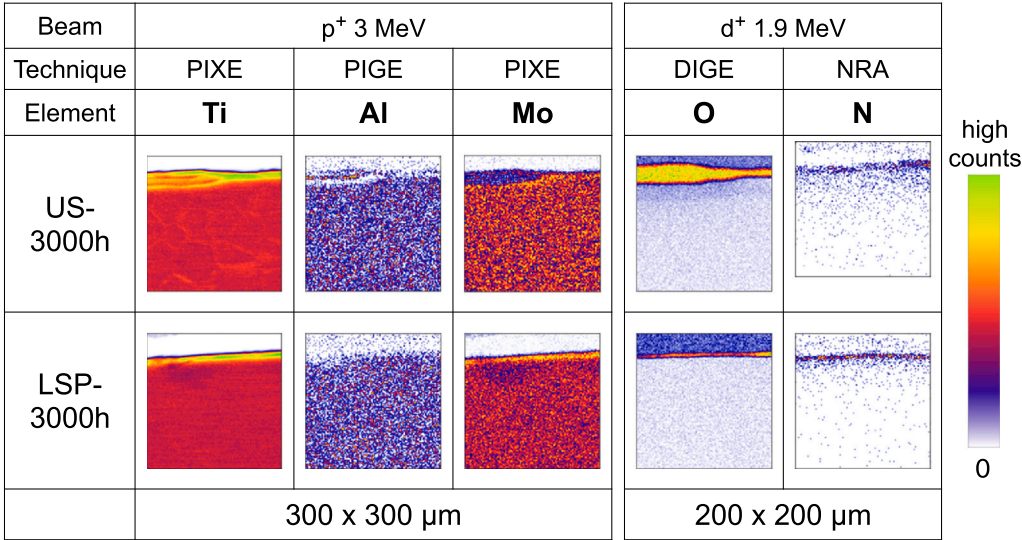 Beam p⁺ 3 MeV d⁺ 1.9 MeV
Technique PIXE PIGE PIXE DIGE NRA
Element Ti Al Mo O N
high
counts
US-
3000h
LSP-
3000h
0
300 x 300 µm 200 x 200 µm